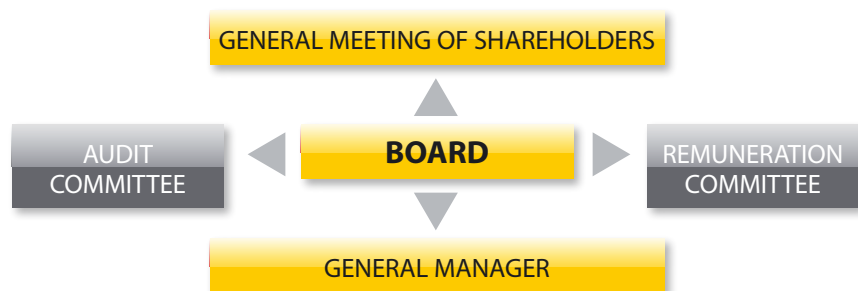 GENERAL MEETING OF SHAREHOLDERS
AUDIT
COMMITTEE
BOARD
REMUNERATION
COMMITTEE
GENERAL MANAGER